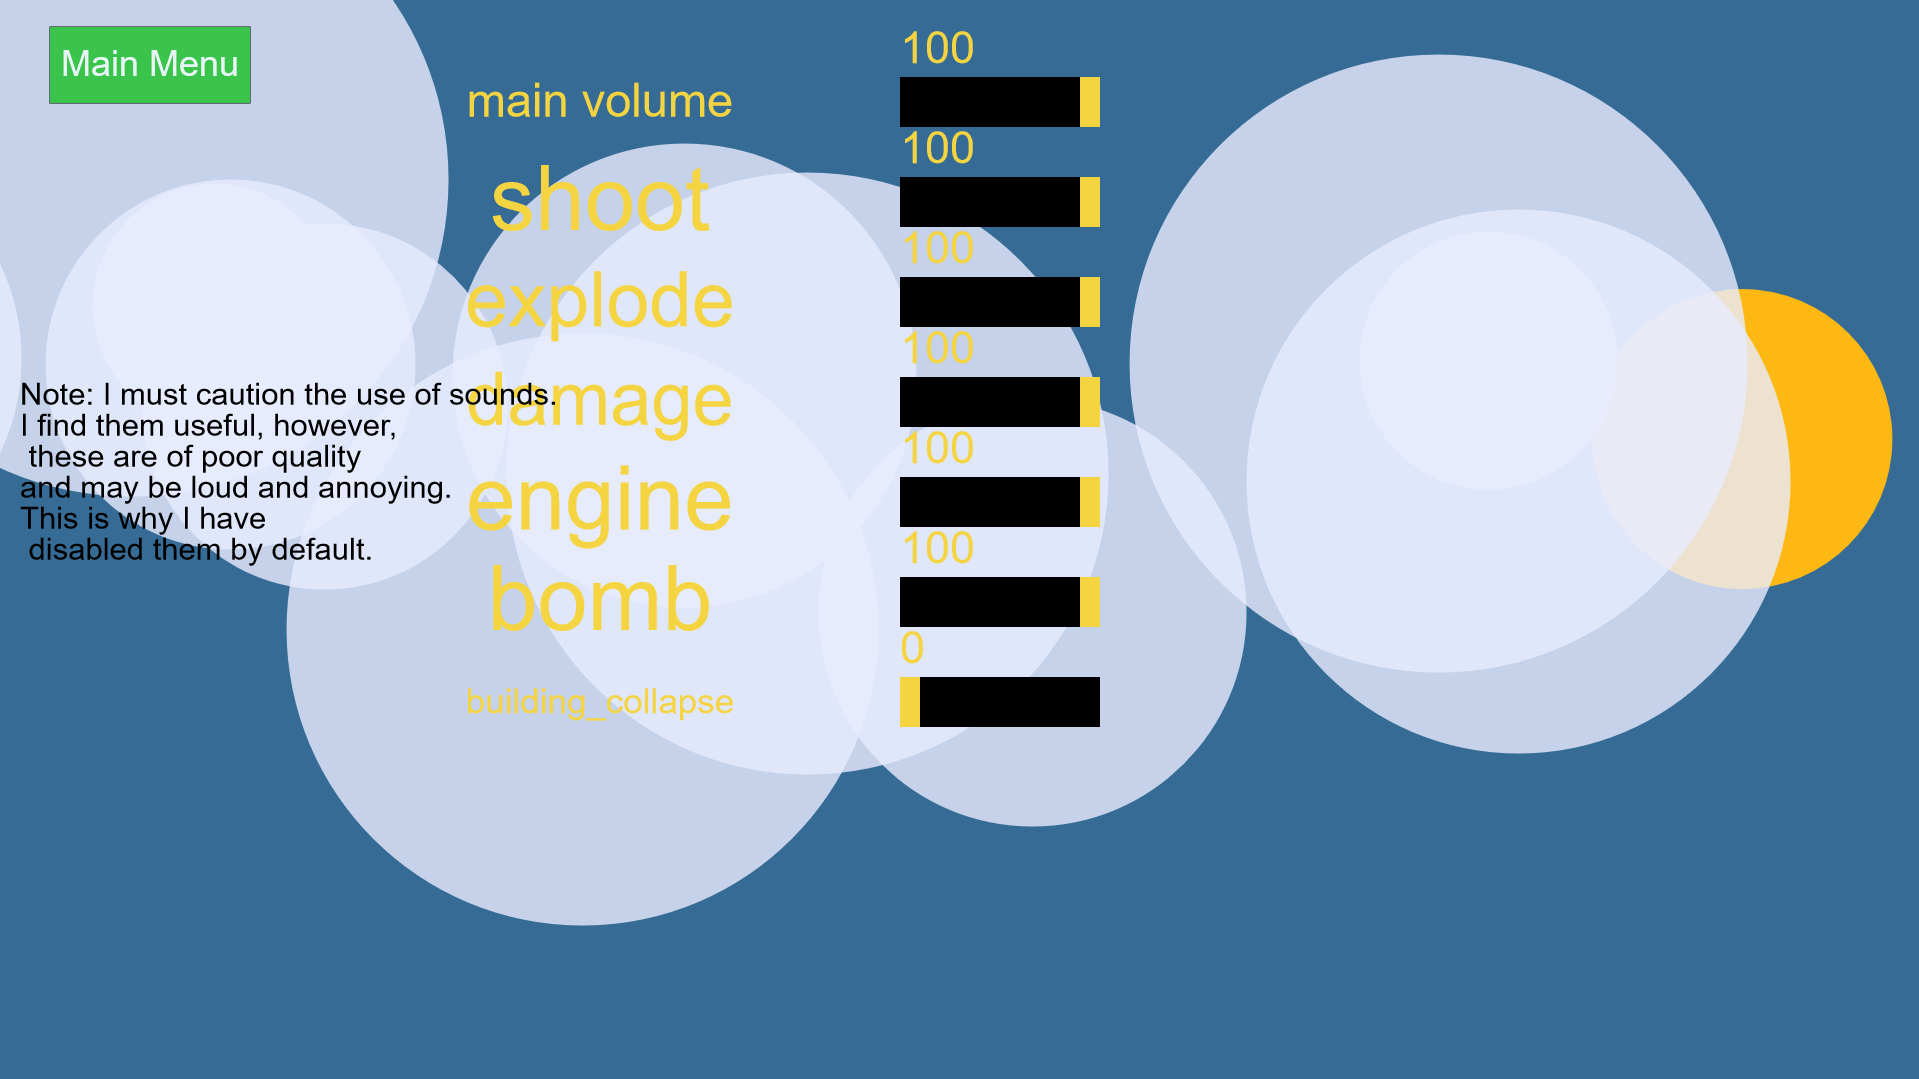 Main Menu
100
main volume
100
shoot
100
explode
100
damage
Note: I must caution the use of sounds.
I find them useful, however,
these are of poor quality
and may be loud and annoying.
This is why I have
disabled them by default.
100
engine
100
bomb
0
building_collapse